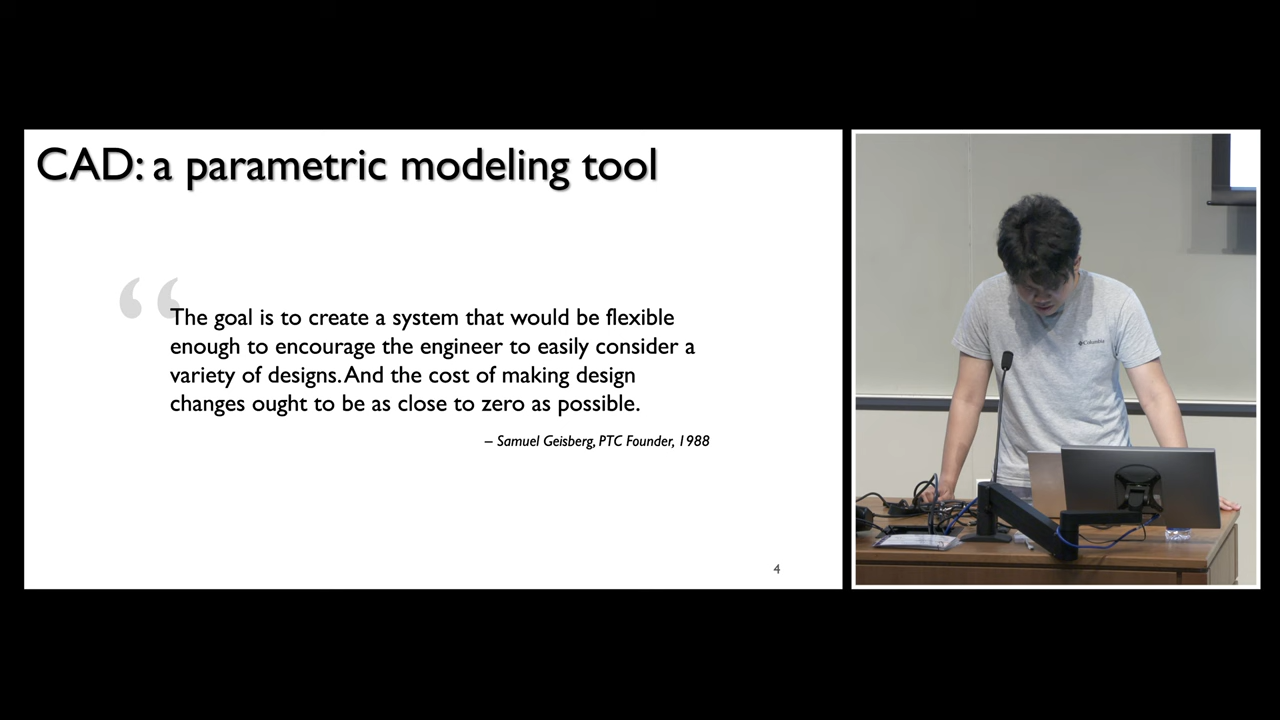 CAD: a parametric modeling tool
“
The goal is to create a system that would be flexible
enough to encourage the engineer to easily consider a
variety of designs. And the cost of making design
changes ought to be as close to zero as possible.
– Samuel Geisberg, PTC Founder, 1988
4
Columbia